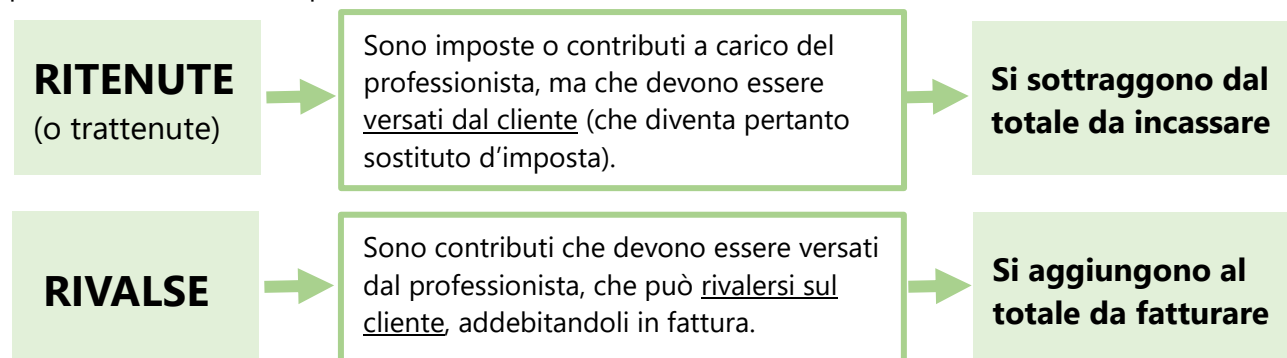 RITENUTE
(o trattenute)
Sono imposte o contributi a carico del
professionista, ma che devono essere
versati dal cliente (che diventa pertanto
sostituto d'imposta).
Si sottraggono dal
totale da incassare
RIVALSE
Sono contributi che devono essere versati
dal professionista, che può rivalersi sul
cliente, addebitandoli in fattura.
Si aggiungono al
totale da fatturare